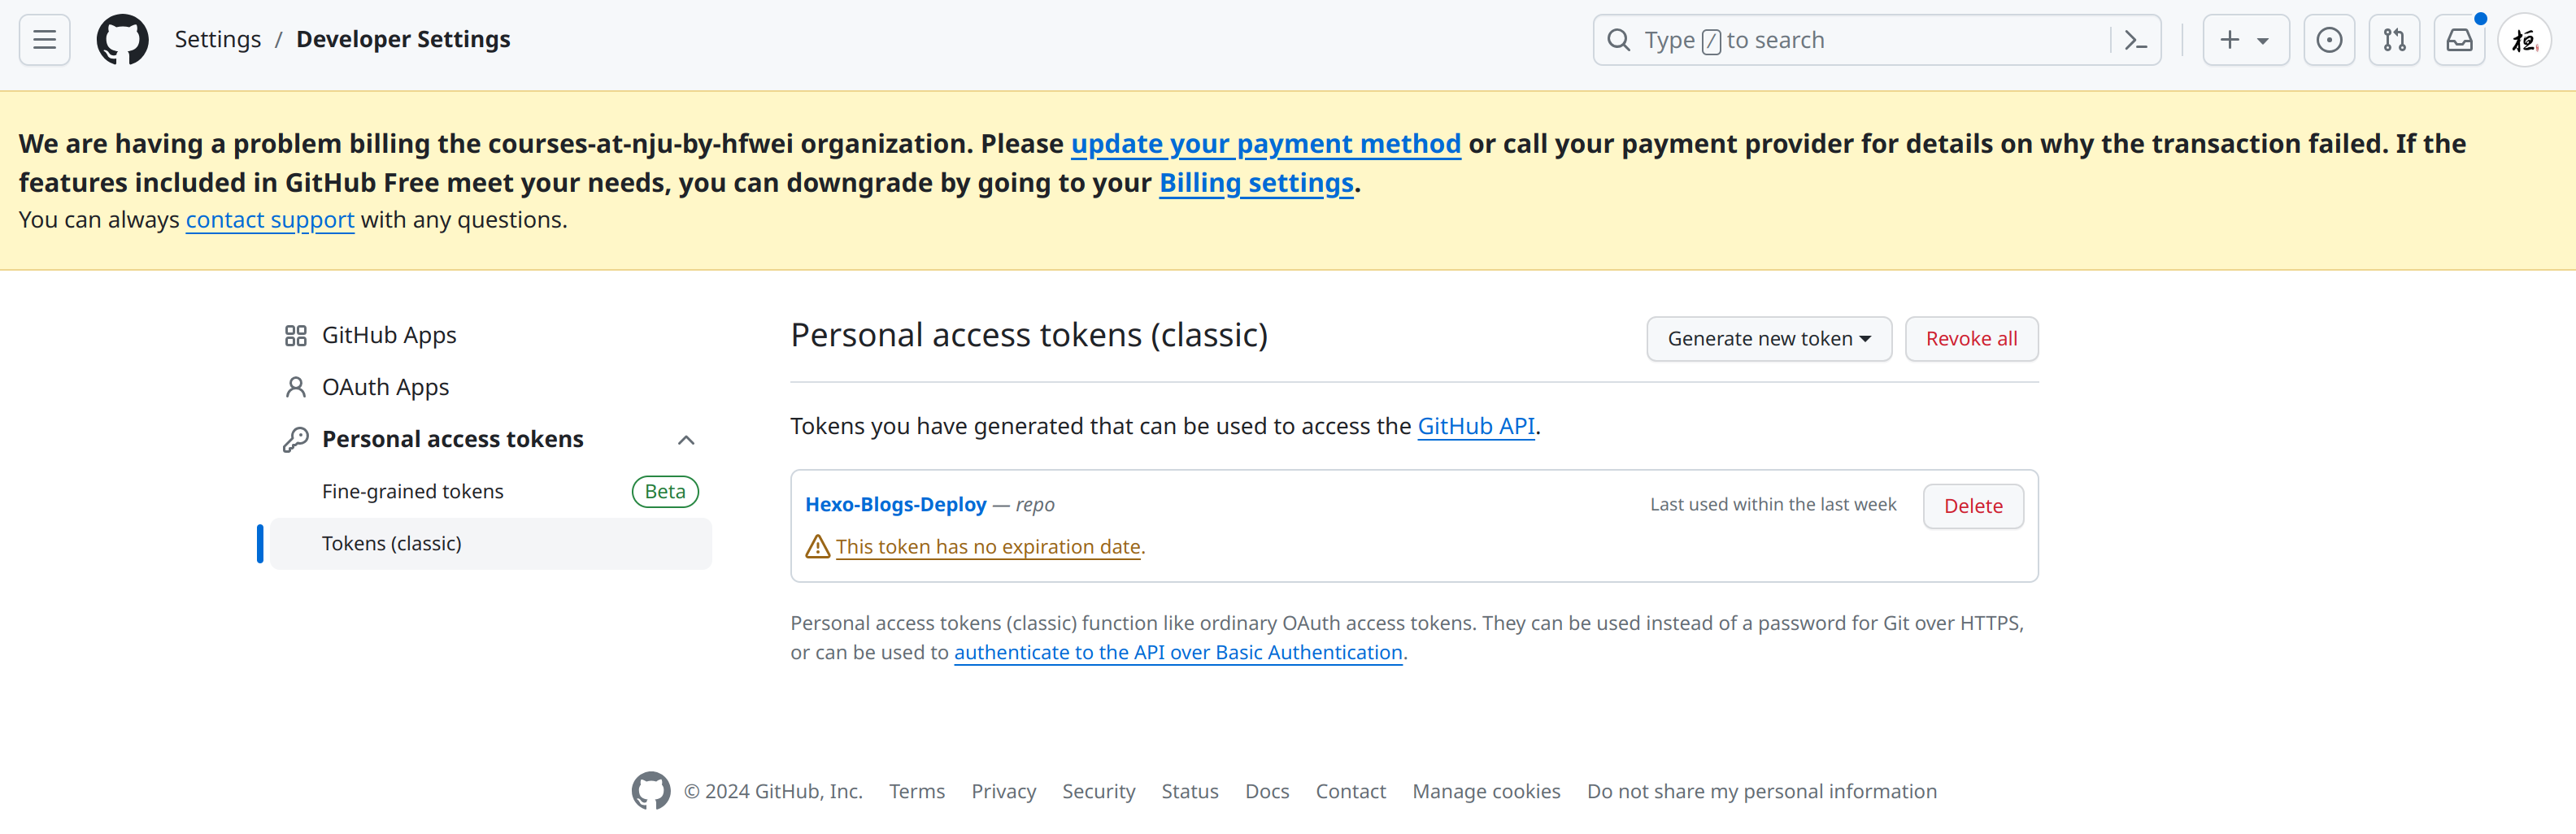 Settings / Developer Settings
Type / to search
桓
We are having a problem billing the courses-at-nju-by-hfwei organization. Please update your payment method or call your payment provider for details on why the transaction failed. If the
features included in GitHub Free meet your needs, you can downgrade by going to your Billing settings.
You can always contact support with any questions.
GitHub Apps
OAuth Apps
Personal access tokens
Fine-grained tokens Beta
Tokens (classic)
Personal access tokens (classic)
Generate new token Revoke all
Tokens you have generated that can be used to access the GitHub API.
Hexo-Blogs-Deploy — repo Last used within the last week Delete
This token has no expiration date.
Personal access tokens (classic) function like ordinary OAuth access tokens. They can be used instead of a password for Git over HTTPS,
or can be used to authenticate to the API over Basic Authentication.
© 2024 GitHub, Inc. Terms Privacy Security Status Docs Contact Manage cookies Do not share my personal information